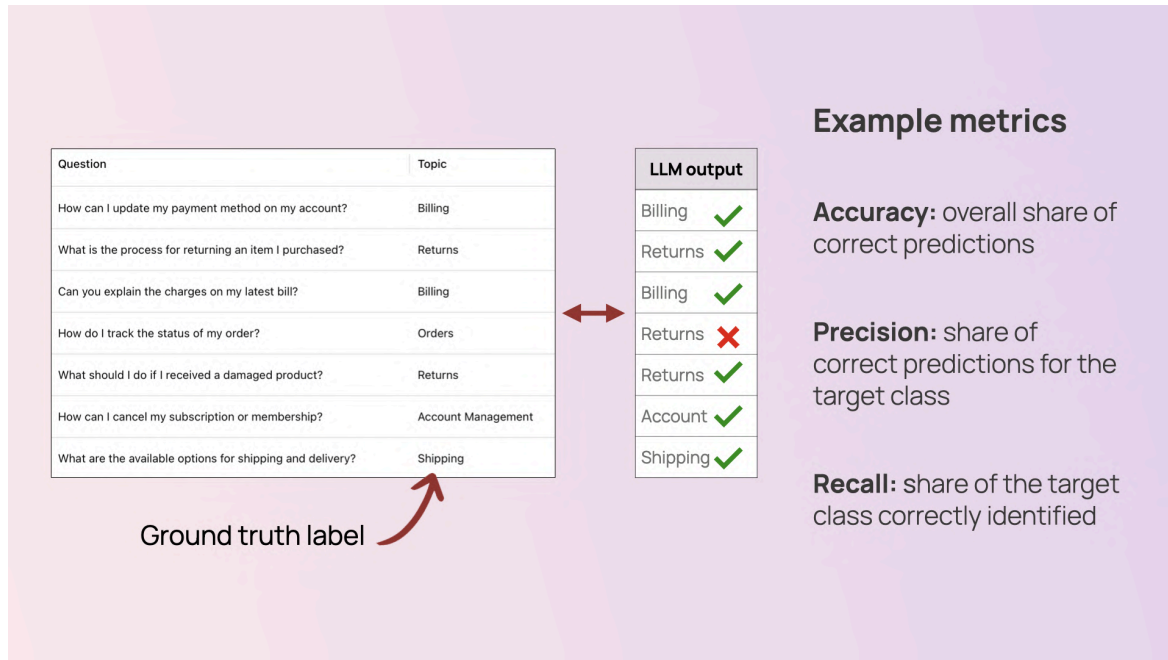 Example metrics
Question Topic
How can I update my payment method on my account? Billing
What is the process for returning an item I purchased? Returns
Can you explain the charges on my latest bill? Billing
How do I track the status of my order? Orders
What should I do if I received a damaged product? Returns
How can I cancel my subscription or membership? Account Management
What are the available options for shipping and delivery? Shipping
Ground truth label
LLM output
Billing
Returns
Billing
Returns
Returns
Account
Shipping
Accuracy: overall share of
correct predictions
Precision: share of
correct predictions for the
target class
Recall: share of the target
class correctly identified